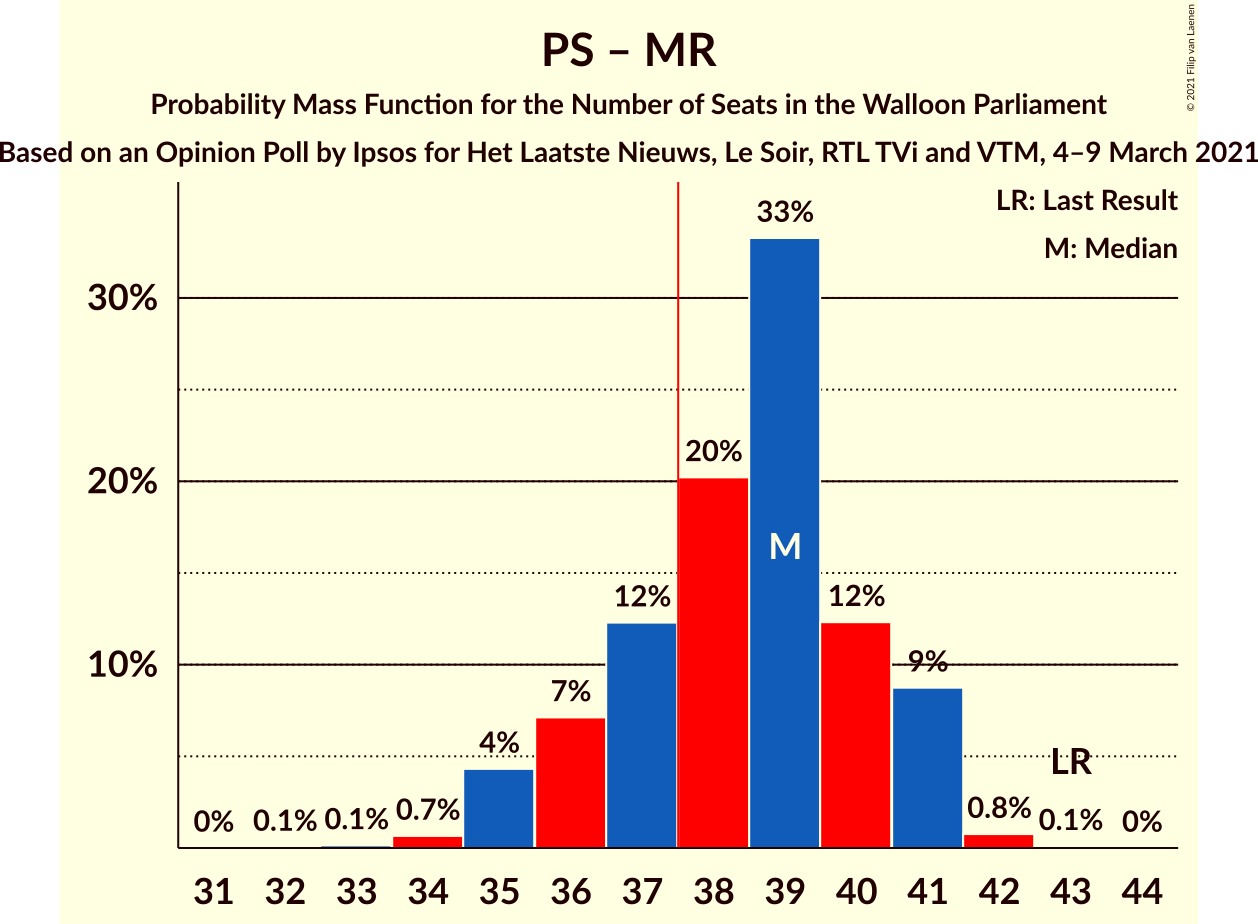 PS – MR
Probability Mass Function for the Number of Seats in the Walloon Parliament
Based on an Opinion Poll by Ipsos for Het Laatste Nieuws, Le Soir, RTL TVi and VTM, 4–9 March 2021
© 2021 Filip van Laenen
LR: Last Result
M: Median
30%
20%
10%
0%
0.1%
0.1%
0.7%
4%
7%
12%
20%
33%
M
12%
9%
0.8%
LR
0.1%
0%
31 32 33 34 35 36 37 38 39 40 41 42 43 44